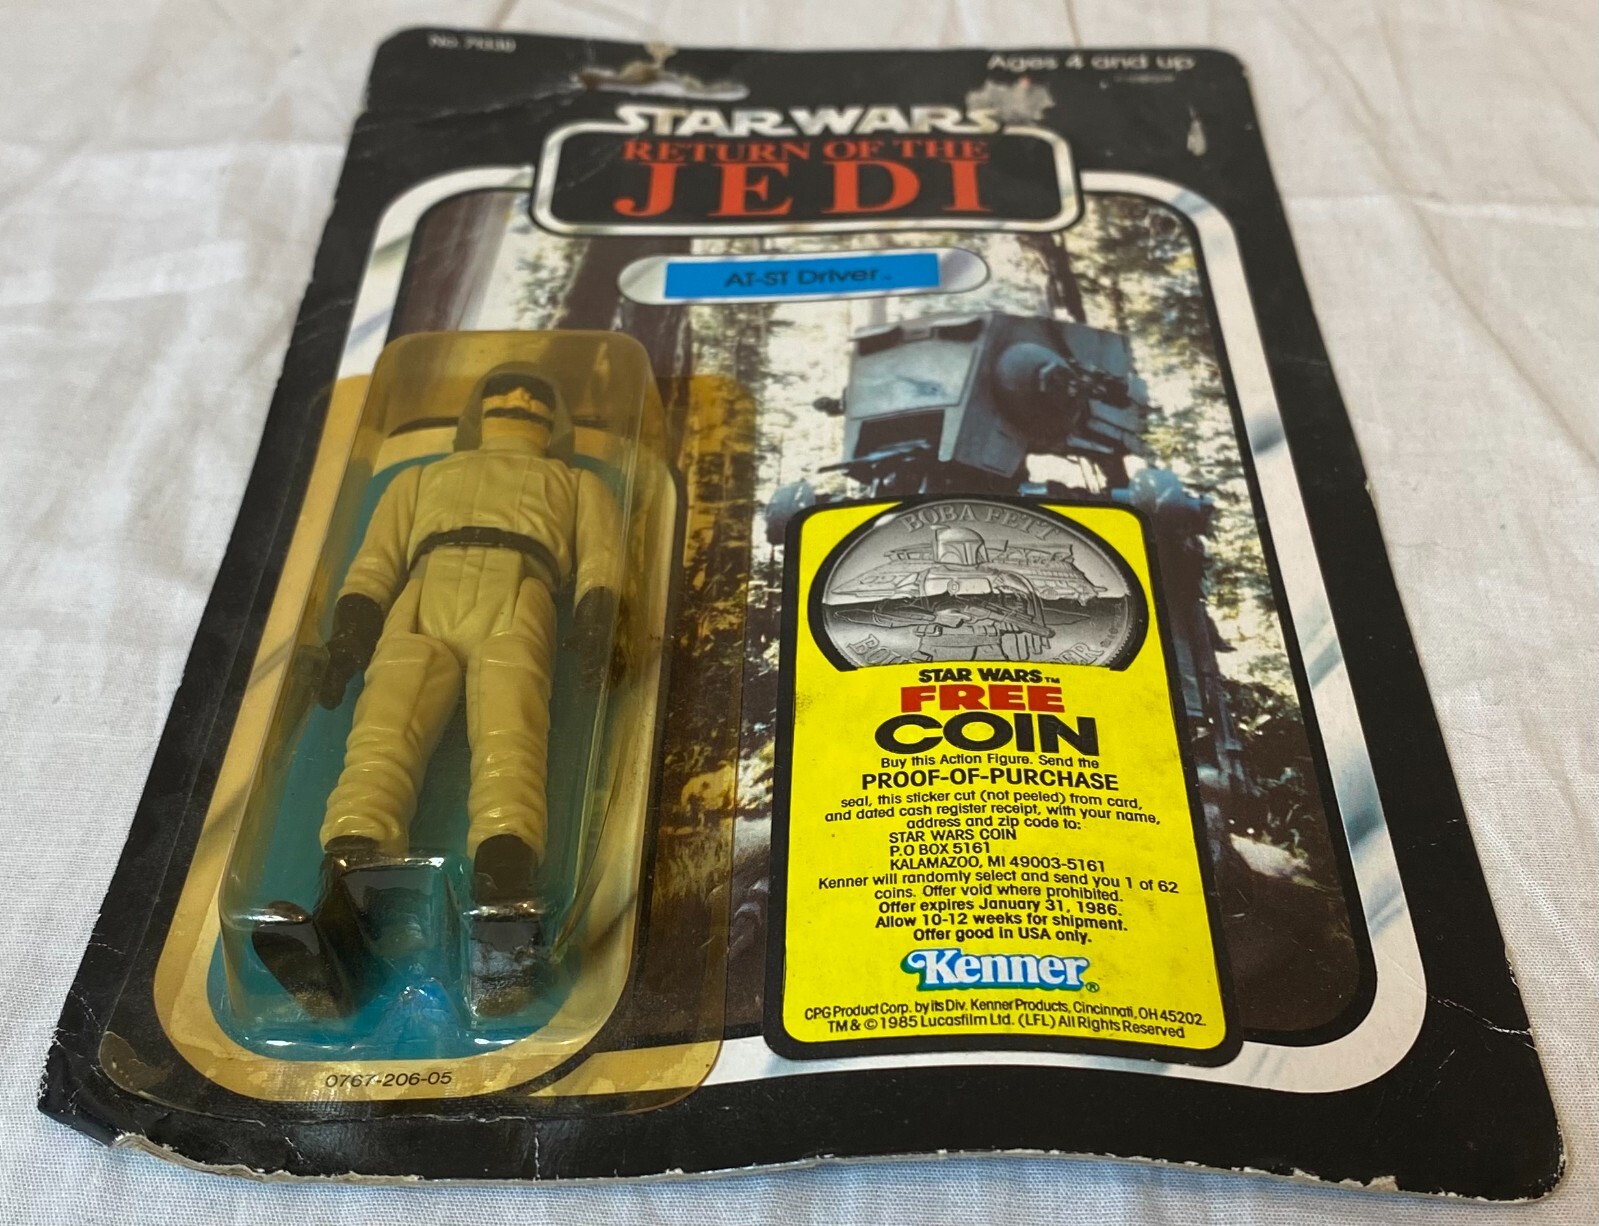 No. 71330
Ages 4 and up
STAR WARS
RETURN OF THE
JEDI
AT-ST Driver™
BOBA FETT
STAR WARS™
FREE
COIN
Buy this Action Figure. Send the
PROOF-OF-PURCHASE
seal, this sticker cut (not peeled) from card,
and dated cash register receipt, with your name,
address and zip code to:
STAR WARS COIN
P.O BOX 5161
KALAMAZOO, MI 49003-5161
Kenner will randomly select and send you 1 of 62
coins. Offer void where prohibited.
Offer expires January 31, 1986.
Allow 10-12 weeks for shipment.
Offer good in USA only.
Kenner®
CPG Product Corp. by its Div. Kenner Products, Cincinnati, OH 45202.
TM & © 1985 Lucasfilm Ltd. (LFL) All Rights Reserved
0767-206-05